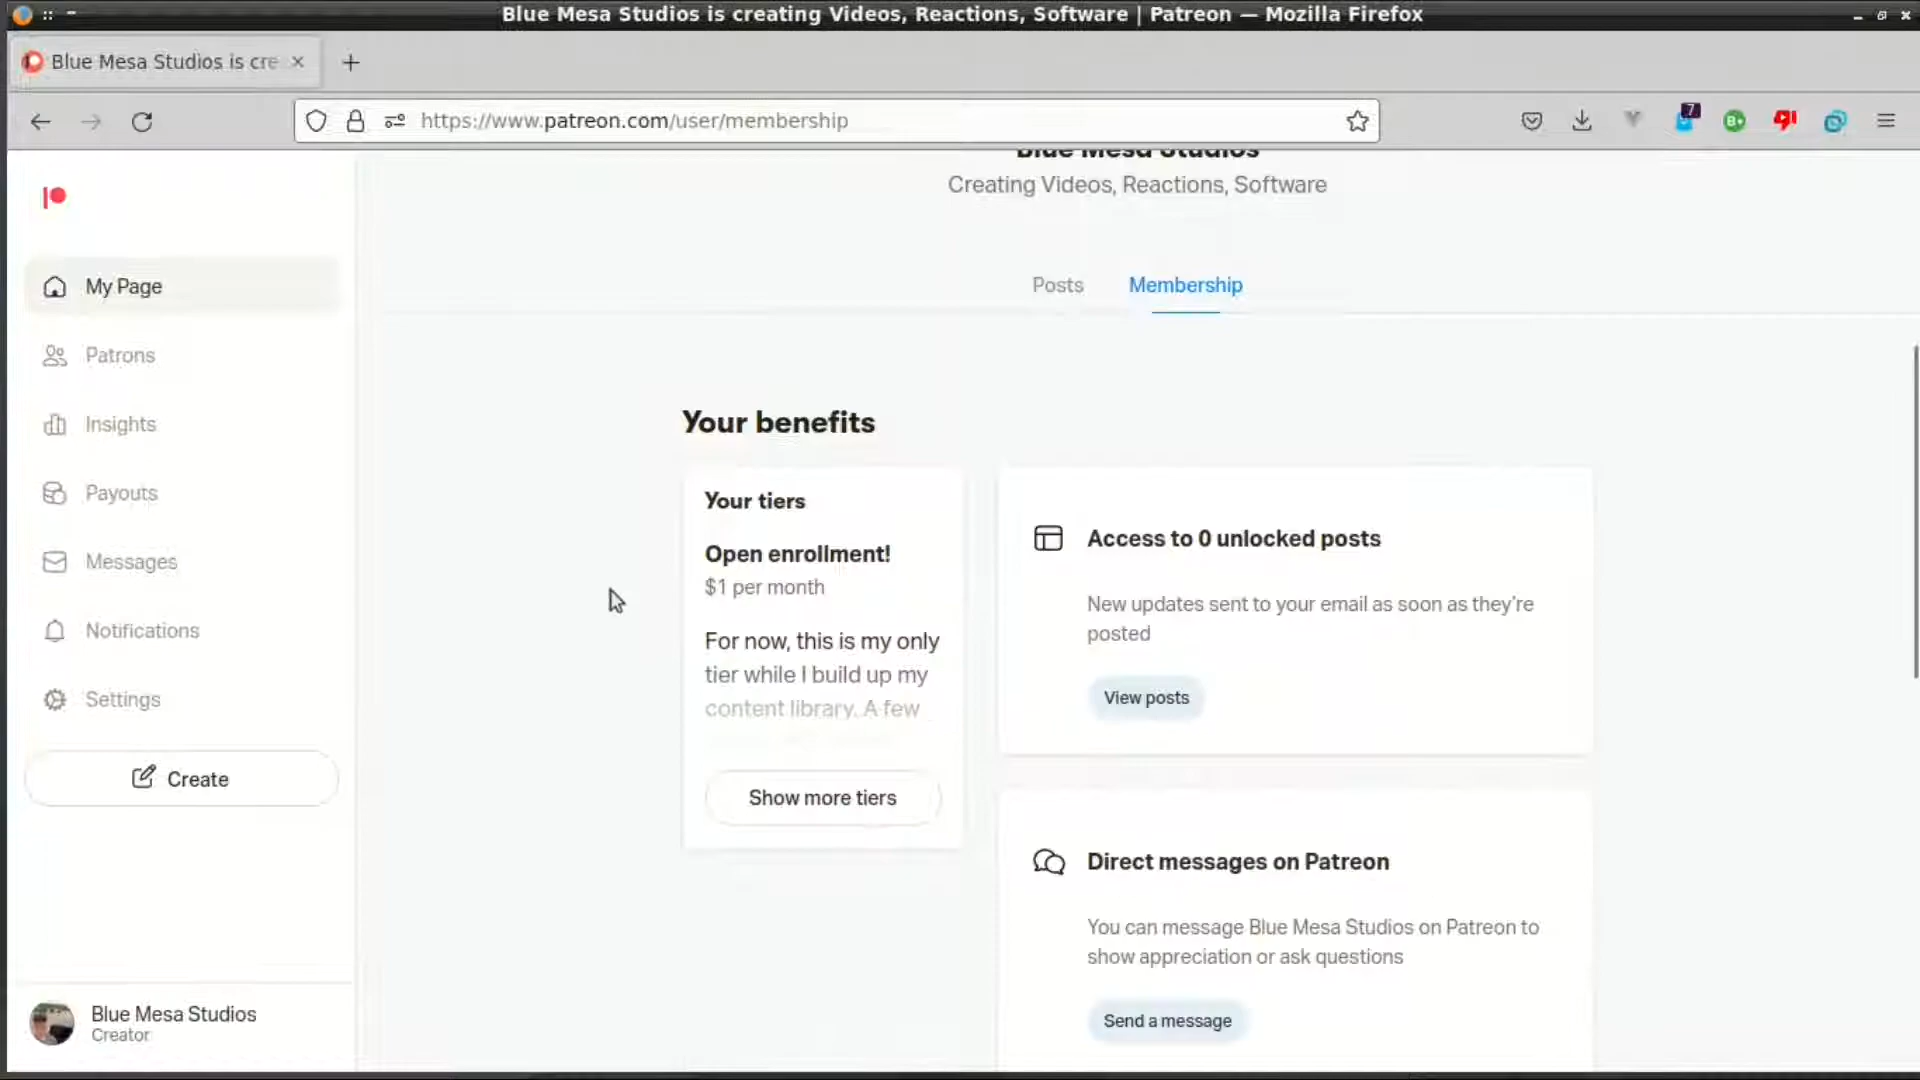 Blue Mesa Studios is creating Videos, Reactions, Software | Patreon — Mozilla Firefox
Blue Mesa Studios is cre
https://www.patreon.com/user/membership
7
B+
My Page
Patrons
Insights
Payouts
Messages
Notifications
Settings
Create
Blue Mesa Studios
Creator
Blue Mesa Studios
Creating Videos, Reactions, Software
Posts
Membership
Your benefits
Your tiers
Open enrollment!
$1 per month
For now, this is my only
tier while I build up my
content library. A few
Show more tiers
Access to 0 unlocked posts
New updates sent to your email as soon as they're
posted
View posts
Direct messages on Patreon
You can message Blue Mesa Studios on Patreon to
show appreciation or ask questions
Send a message